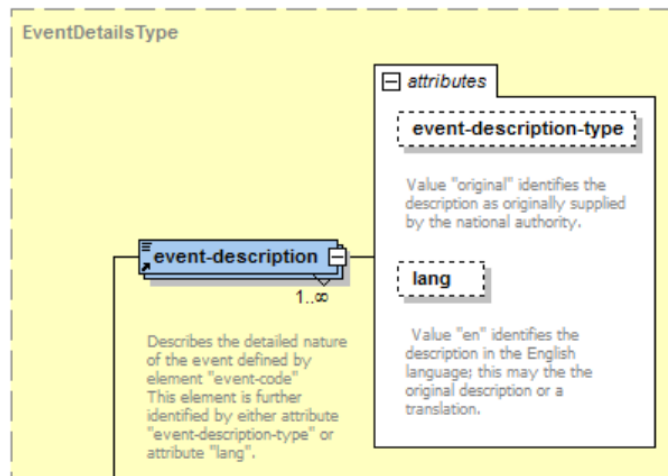 EventDetailsType
attributes
event-description-type
Value "original" identifies the
description as originally supplied
by the national authority.
event-description
1..∞
lang
Describes the detailed nature
of the event defined by
element "event-code"
This element is further
identified by either attribute
"event-description-type" or
attribute "lang".
Value "en" identifies the
description in the English
language; this may the the
original description or a
translation.